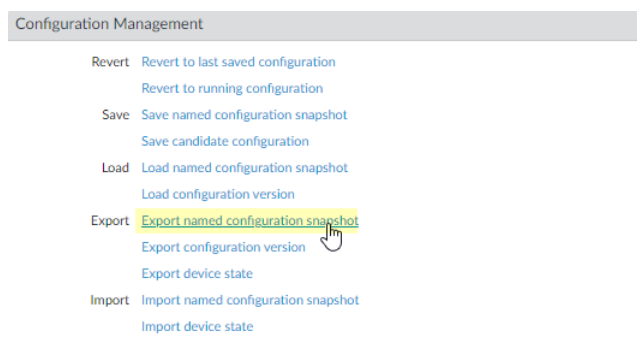 Configuration Management
Revert Revert to last saved configuration
Revert to running configuration
Save Save named configuration snapshot
Save candidate configuration
Load Load named configuration snapshot
Load configuration version
Export Export named configuration snapshot
Export configuration version
Export device state
Import Import named configuration snapshot
Import device state